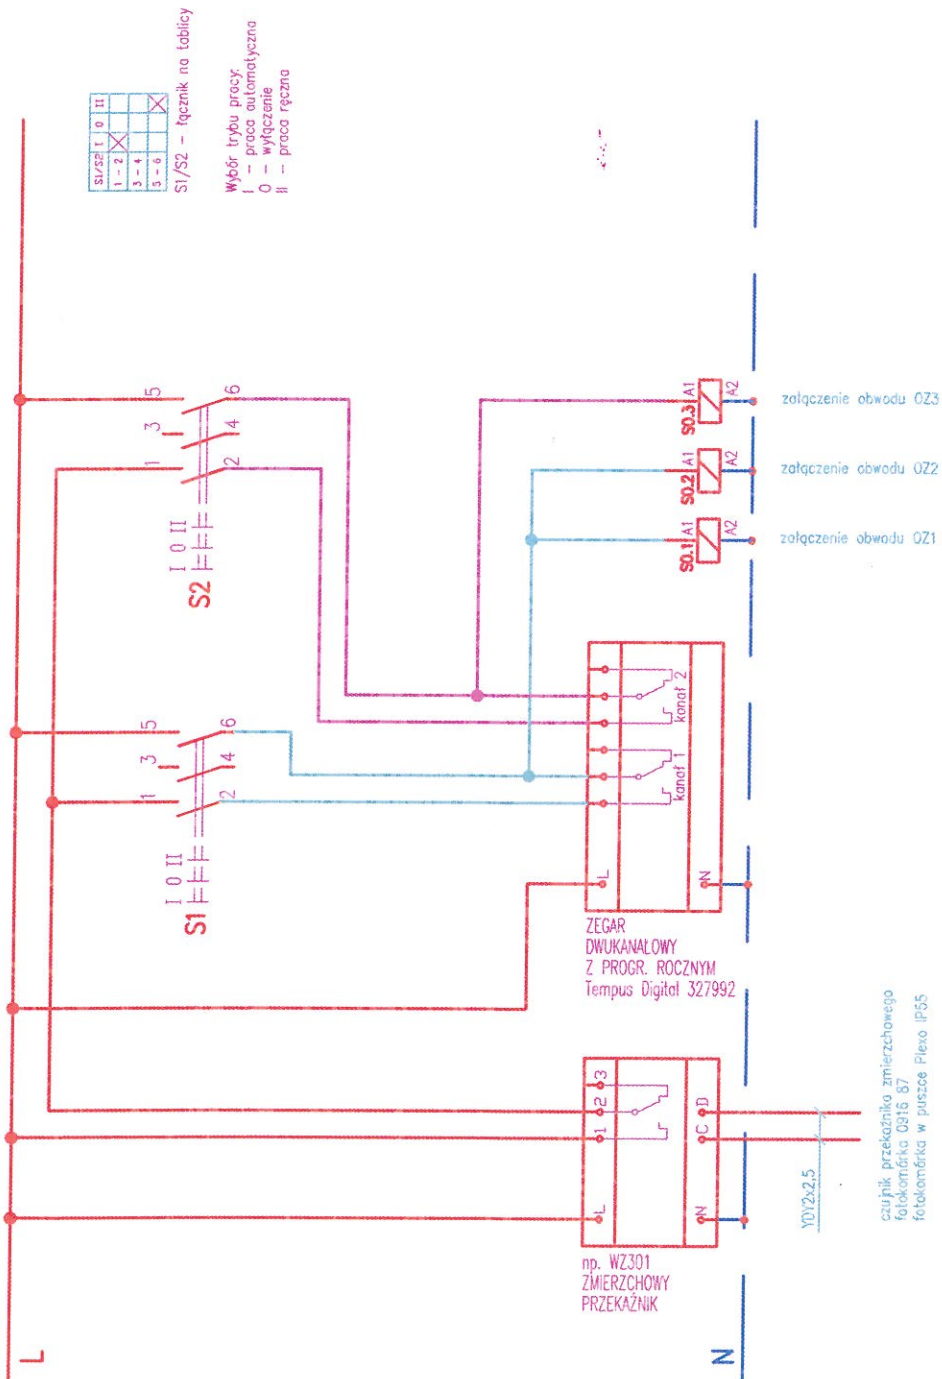 L
N
S1/S2 I 0 II
1 - 2
3 - 4
5 - 6
S1/S2 - łącznik na tablicy
Wybór trybu pracy:
I - praca automatyczna
O - wyłączenie
II - praca ręczna
I 0 II
S1
1
3
5
2
4
6
I 0 II
S2
1
3
5
2
4
6
L
1
2
3
N
C
D
np. WZ301
ZMIERZCHOWY
PRZEKAŹNIK
YDY2x2,5
czujnik przekaźnika zmierzchowego
fotokomórka 0916 87
fotokomórka w puszce Plexo IP55
L
N
kanał 1
kanał 2
ZEGAR
DWUKANAŁOWY
Z PROGR. ROCZNYM
Tempus Digital 327992
S0.1
A1
A2
S0.2
A1
A2
S0.3
A1
A2
załączenie obwodu OZ3
załączenie obwodu OZ2
załączenie obwodu OZ1